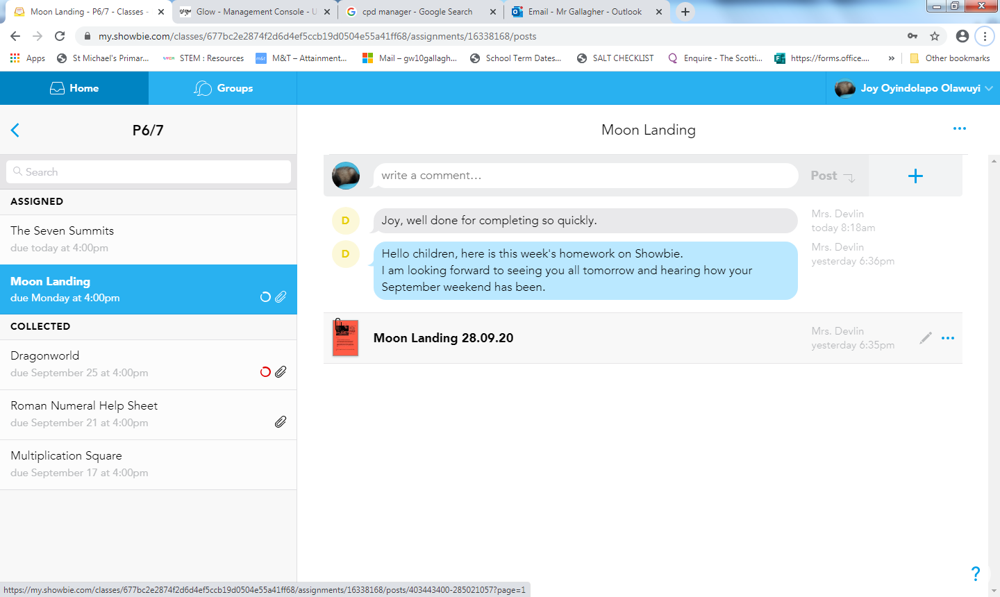 Moon Landing - P6/7 - Classes -
Glow - Management Console - U
cpd manager - Google Search
Email - Mr Gallagher - Outlook
my.showbie.com/classes/677bc2e2874f2d6d4ef5ccb19d0504e55a41ff68/assignments/16338168/posts
Apps
St Michael's Primar...
STEM : Resources
M&T – Attainment...
Mail – gw10gallagh...
School Term Dates...
SALT CHECKLIST
Enquire - The Scotti...
https://forms.office....
»
Other bookmarks
Home
Groups
Joy Oyindolapo Olawuyi
P6/7
Moon Landing
Search
write a comment...
Post
ASSIGNED
The Seven Summits
due today at 4:00pm
Moon Landing
due Monday at 4:00pm
COLLECTED
Dragonworld
due September 25 at 4:00pm
Roman Numeral Help Sheet
due September 21 at 4:00pm
Multiplication Square
due September 17 at 4:00pm
D
Joy, well done for completing so quickly.
Mrs. Devlin
today 8:18am
D
Hello children, here is this week's homework on Showbie.
I am looking forward to seeing you all tomorrow and hearing how your
September weekend has been.
Mrs. Devlin
yesterday 6:36pm
Moon Landing 28.09.20
Mrs. Devlin
yesterday 6:35pm
?
https://my.showbie.com/classes/677bc2e2874f2d6d4ef5ccb19d0504e55a41ff68/assignments/16338168/posts/403443400-285021057?page=1